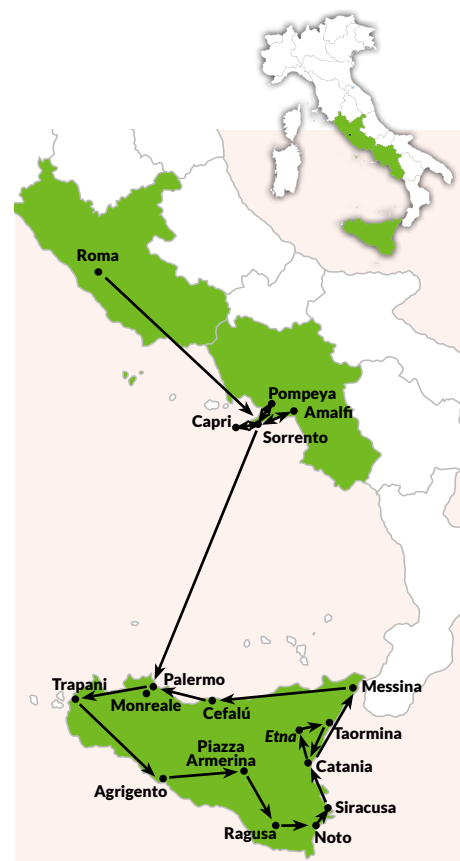 Roma
Pompeya
Amalfi
Capri
Sorrento
Palermo
Trapani
Monreale
Cefalú
Messina
Etna
Taormina
Piazza
Armerina
Catania
Agrigento
Siracusa
Ragusa
Noto